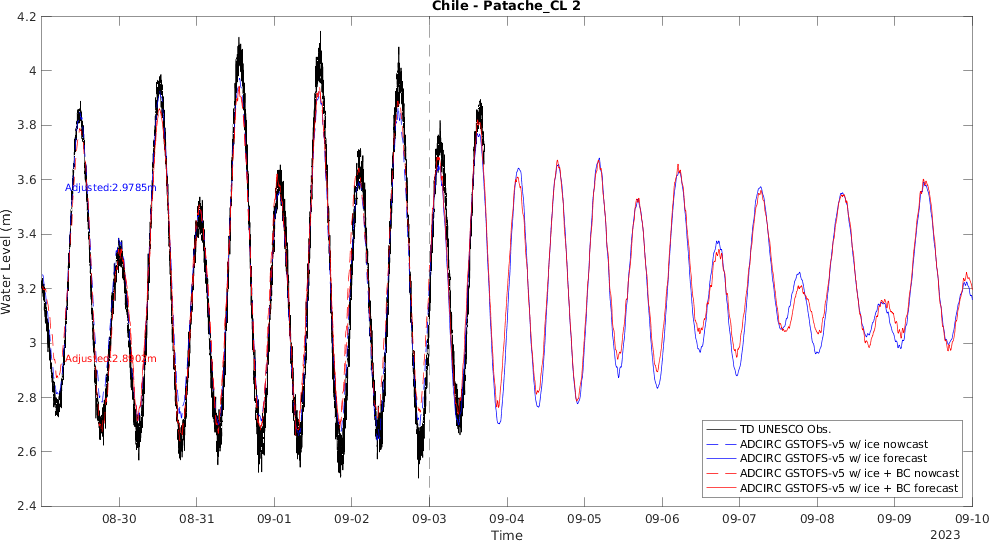 Chile - Patache_CL 2
4.2
4
3.8
3.6
3.4
3.2
3
2.8
2.6
2.4
Water Level (m)
Adjusted:2.9785m
Adjusted:2.8902m
TD UNESCO Obs.
ADCIRC GSTOFS-v5 w/ ice nowcast
ADCIRC GSTOFS-v5 w/ ice forecast
ADCIRC GSTOFS-v5 w/ ice + BC nowcast
ADCIRC GSTOFS-v5 w/ ice + BC forecast
08-30 08-31 09-01 09-02 09-03 09-04 09-05 09-06 09-07 09-08 09-09 09-10
Time
2023